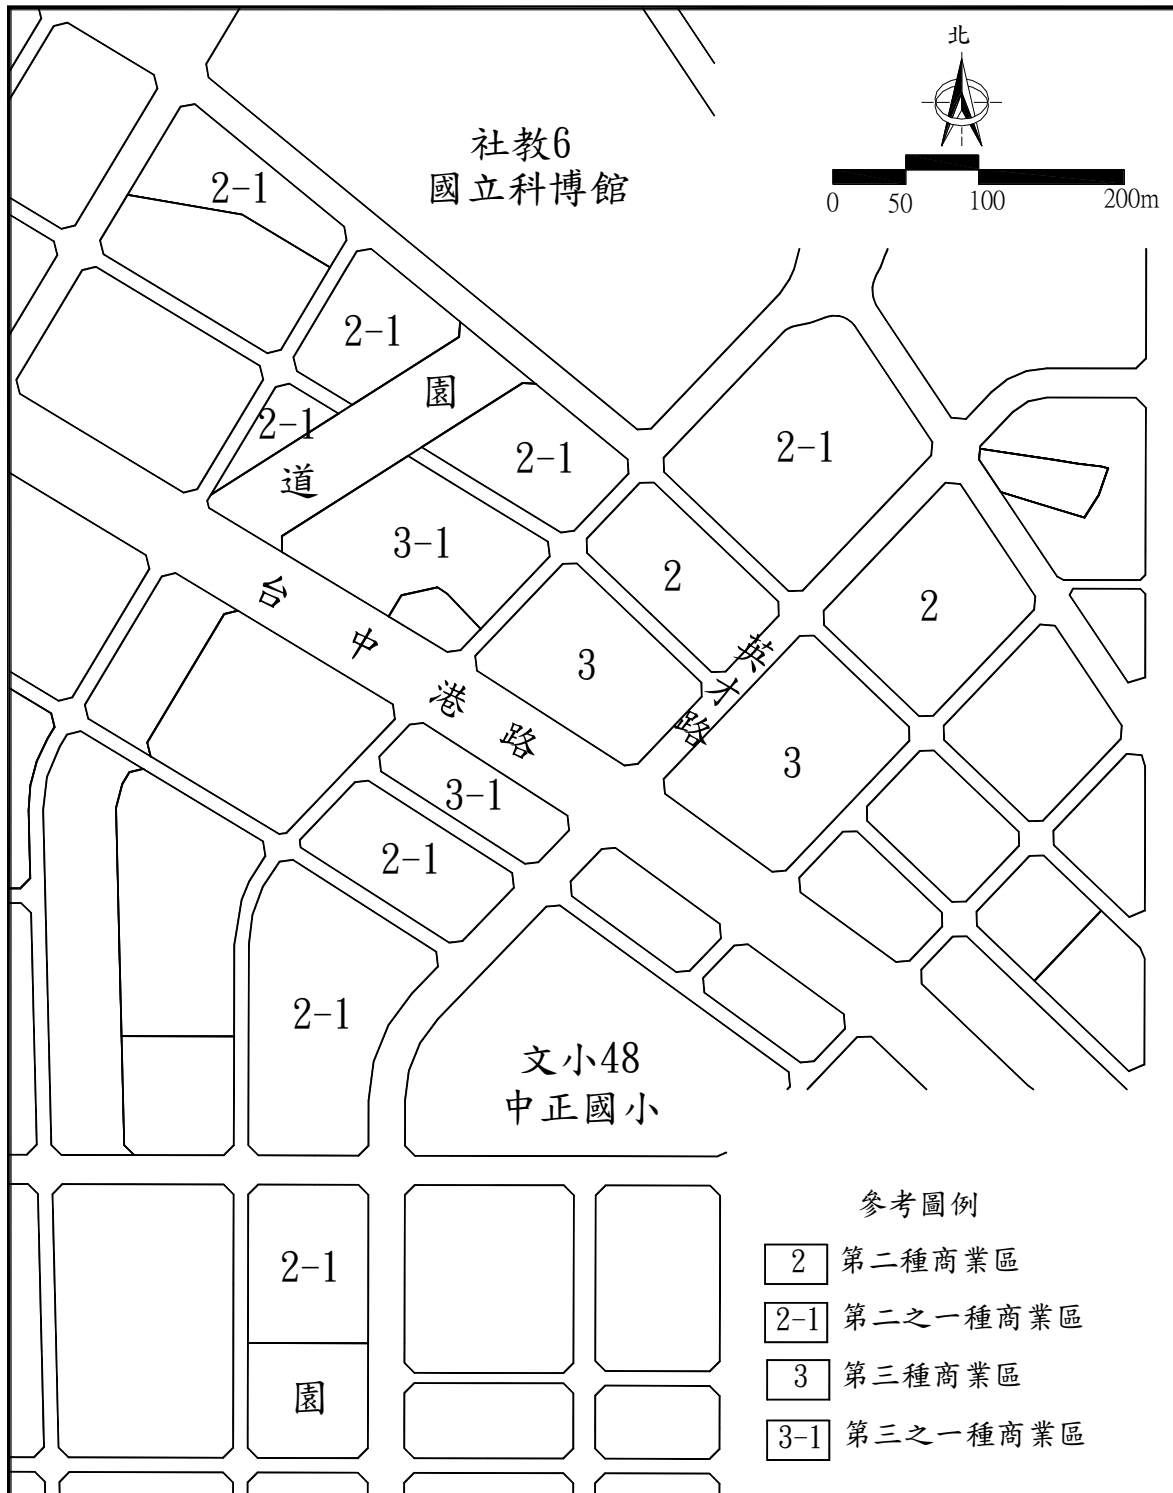 北
0 50 100 200m
社教6
國立科博館
2-1
2-1
園
道
2-1
2-1
2-1
3-1
2
2
3
3
英才路
台中港路
3-1
2-1
2-1
文小48
中正國小
2-1
園
參考圖例
2 第二種商業區
2-1 第二之一種商業區
3 第三種商業區
3-1 第三之一種商業區